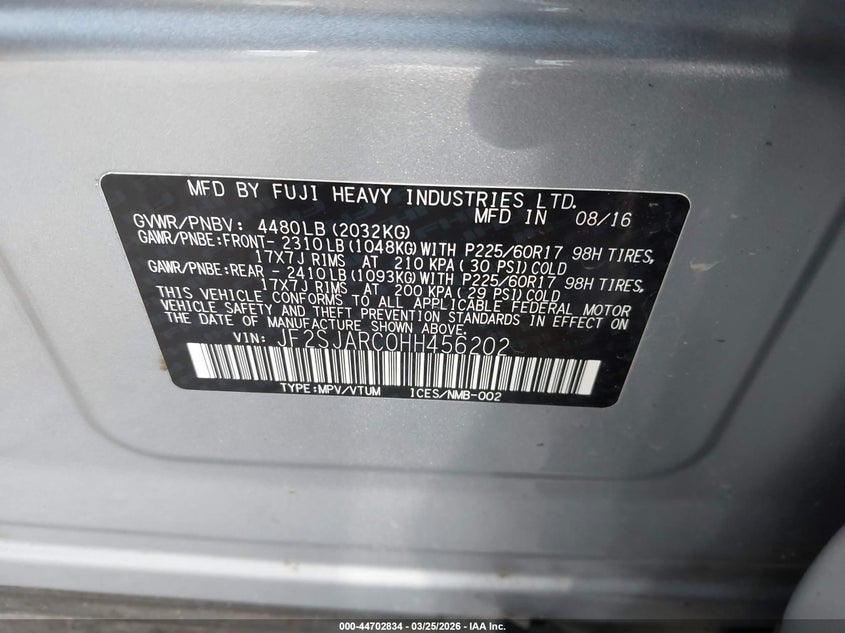 MFD BY FUJI HEAVY INDUSTRIES LTD.
MFD IN 08/16
GVWR/PNBV: 4480LB(2032KG)
GAWR/PNBE:FRONT- 2310LB(1048KG)WITH P225/60R17 98H TIRES,
17X7J RIMS AT 210 KPA(30 PSI)COLD
GAWR/PNBE:REAR - 2410LB(1093KG)WITH P225/60R17 98H TIRES,
17X7J RIMS AT 200 KPA(29 PSI)COLD
THIS VEHICLE CONFORMS TO ALL APPLICABLE FEDERAL MOTOR
VEHICLE SAFETY AND THEFT PREVENTION STANDARDS IN EFFECT ON
THE DATE OF MANUFACTURE SHOWN ABOVE.
VIN: JF2SJARC0HH456202
TYPE:MPV/VTUM ICES/NMB-002
000-44702834 - 03/25/2026 - IAA Inc.